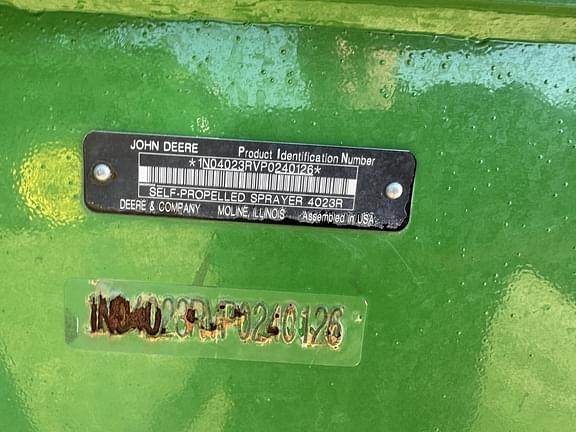 JOHN DEERE Product Identification Number
*1N04023RVP0240126*
SELF-PROPELLED SPRAYER 4023R
DEERE & COMPANY MOLINE, ILLINOIS Assembled in USA
1N04023RVP0240126